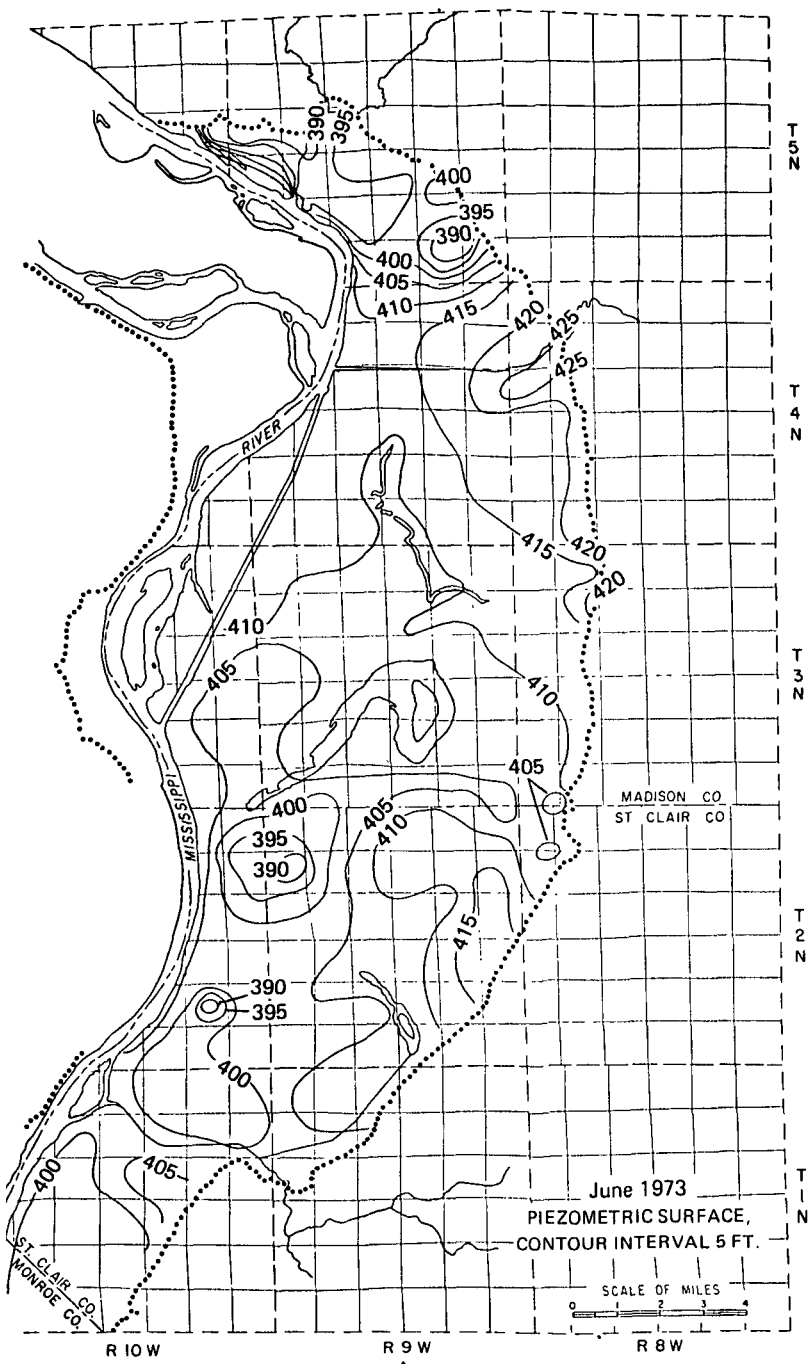 390
395
T 5 N
400
395
390
400
405
410
415
420
425
425
T 4 N
RIVER
415
420
420
410
405
T 3 N
410
405
MADISON CO
ST CLAIR CO
MISSISSIPPI
400
405
410
395
390
415
T 2 N
390
395
400
405
400
T 1 N
June 1973
PIEZOMETRIC SURFACE,
CONTOUR INTERVAL 5 FT.
ST. CLAIR CO.
MONROE CO.
SCALE OF MILES
0 1 2 3 4
R 10 W
R 9 W
R 8 W